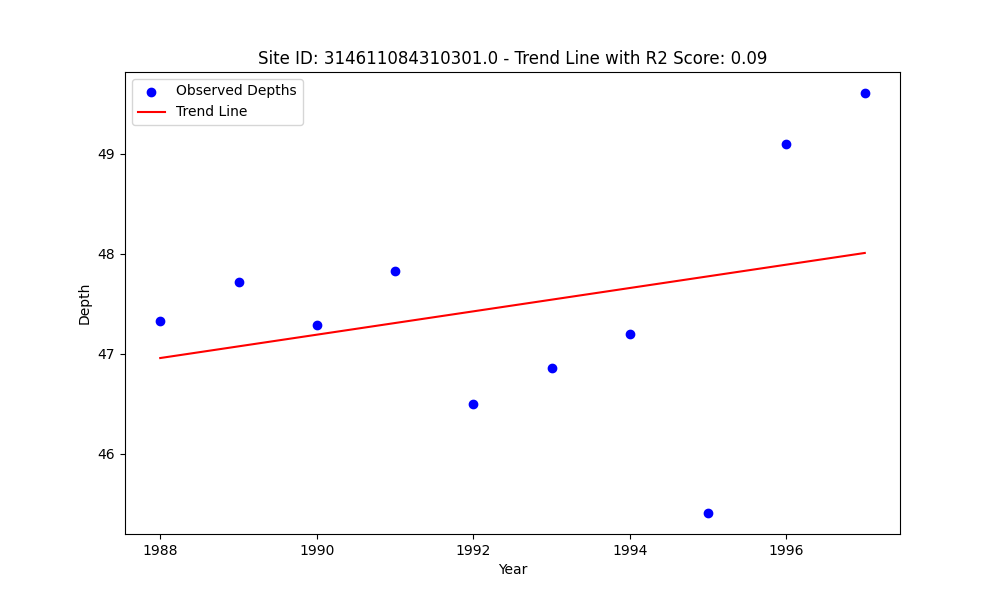 Site ID: 314611084310301.0 - Trend Line with R2 Score: 0.09
Observed Depths
Trend Line
49
48
47
46
Depth
1988
1990
1992
1994
1996
Year